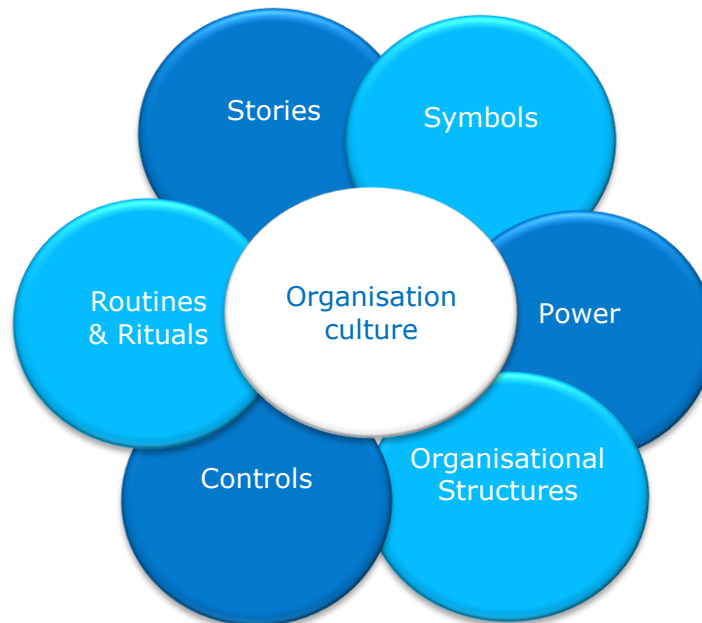 Stories
Symbols
Routines
& Rituals
Organisation
culture
Power
Controls
Organisational
Structures